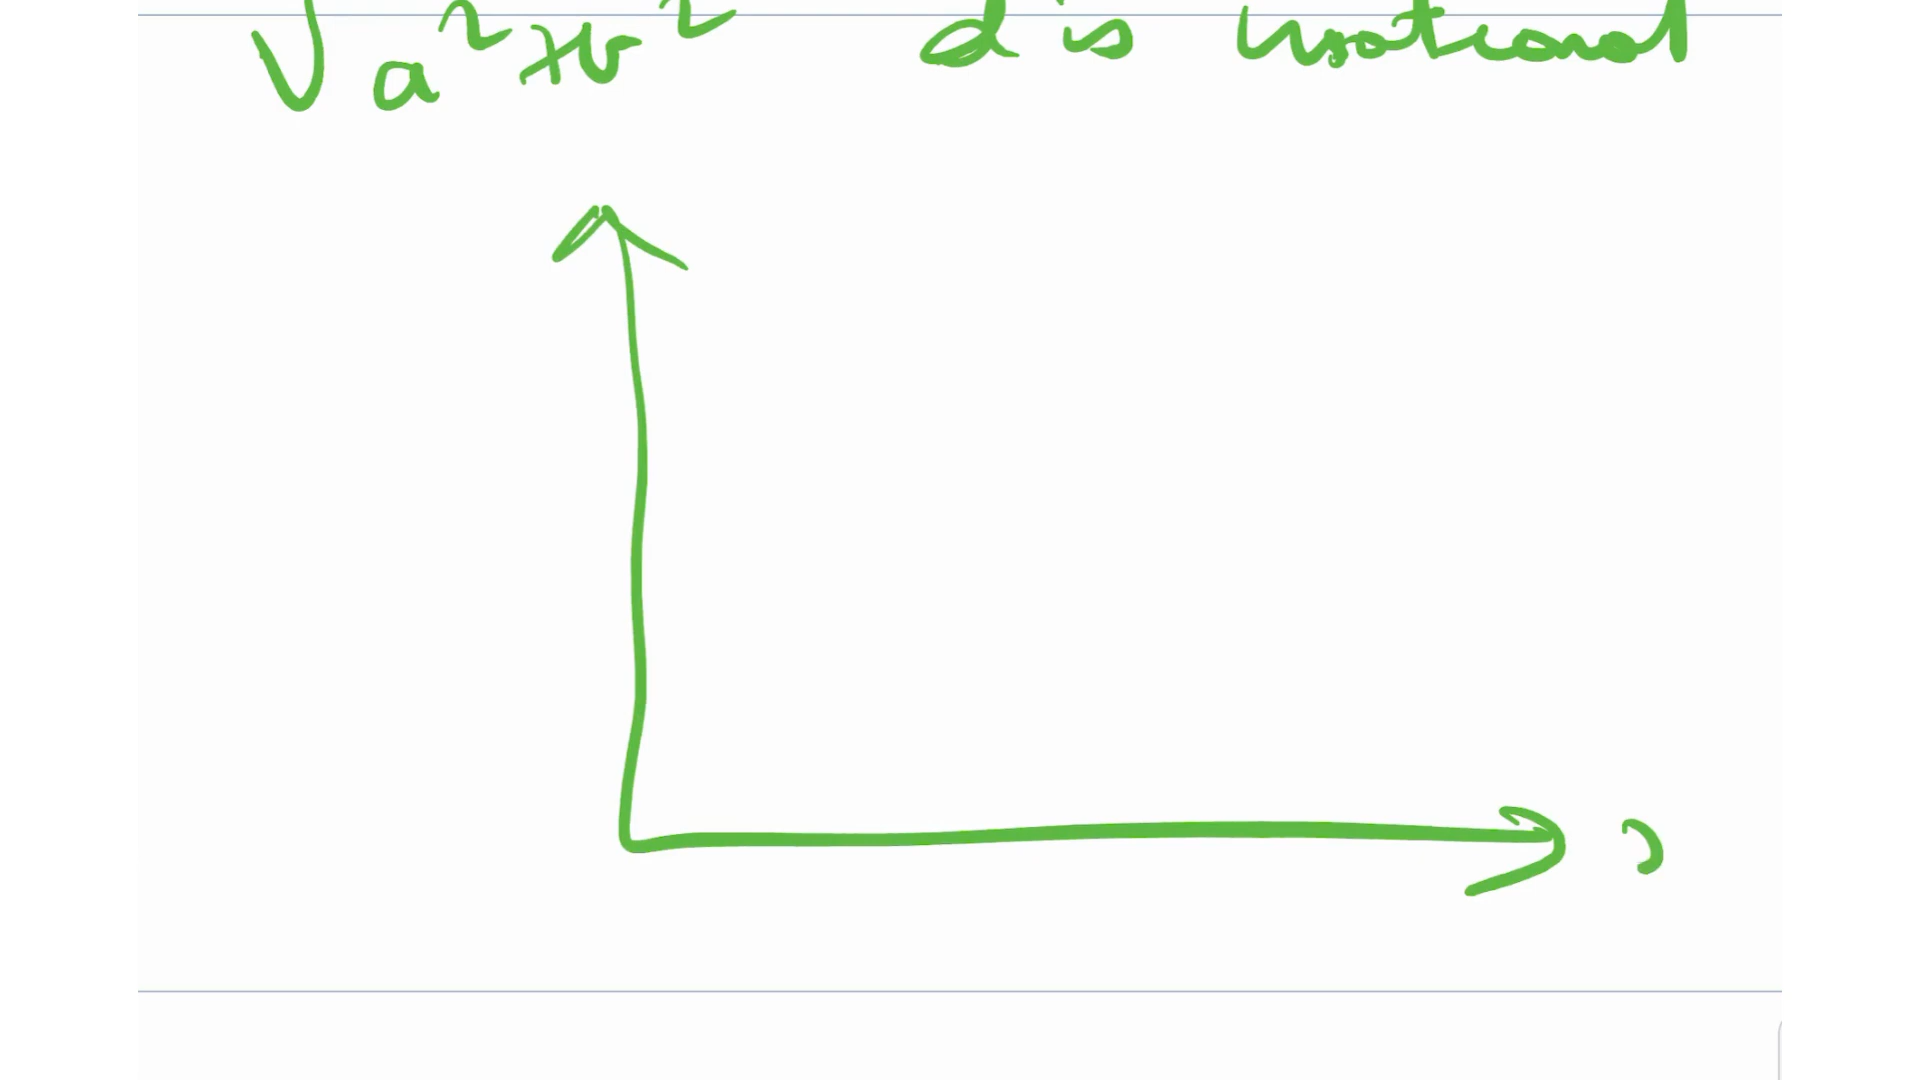 √a²+b² d is irrational